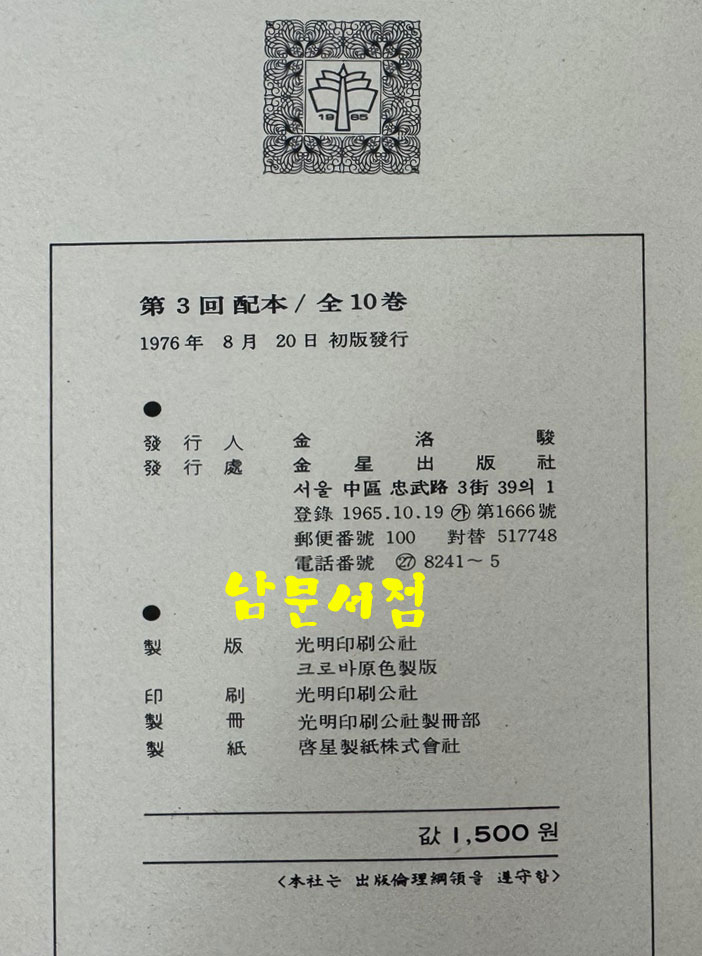 19 65
第 3 回 配本 / 全 10 巻
1976 年 8 月 20 日 初版發行
發 行 人 金 洛 駿
發 行 處 金 星 出 版 社
서울 中區 忠武路 3街 39의 1
登錄 1965.10.19 ㉮ 第1666號
郵便番號 100 對替 517748
電話番號 ㉗ 8241~5
남문서점
製 版 光明印刷公社
크로바原色製版
印 刷 光明印刷公社
製 冊 光明印刷公社製冊部
製 紙 啓星製紙株式會社
값 1,500 원
<本社는 出版倫理綱領을 遵守함>